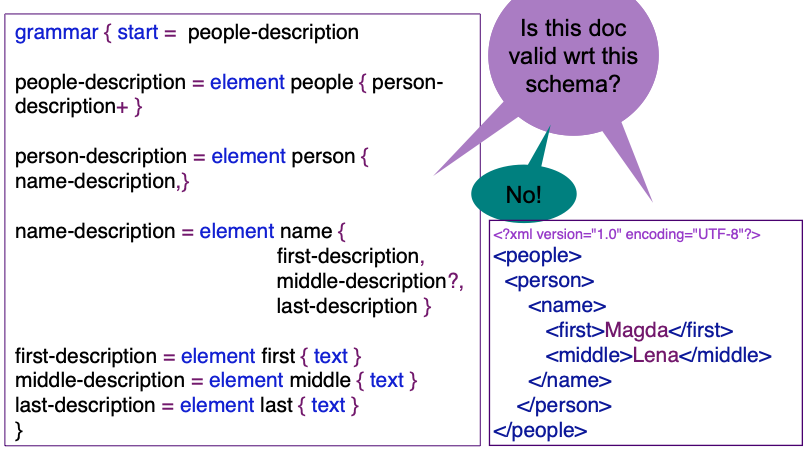 grammar { start = people-description
people-description = element people { person-
description+ }
person-description = element person {
name-description,}
name-description = element name {
first-description,
middle-description?,
last-description }
first-description = element first { text }
middle-description = element middle { text }
last-description = element last { text }
}
Is this doc
valid wrt this
schema?
No!
<?xml version="1.0" encoding="UTF-8"?>
<people>
<person>
<name>
<first>Magda</first>
<middle>Lena</middle>
</name>
</person>
</people>